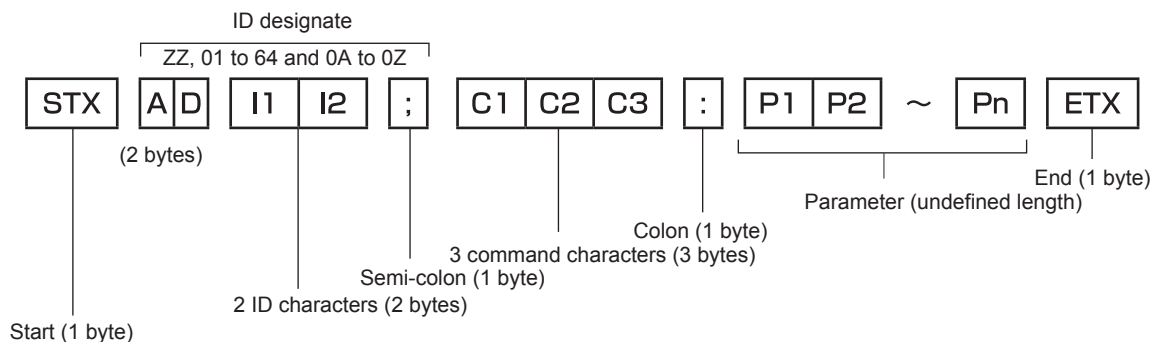 ID designate
ZZ, 01 to 64 and 0A to 0Z
STX A D I1 I2 ; C1 C2 C3 : P1 P2 ~ Pn ETX
(2 bytes)
End (1 byte)
Parameter (undefined length)
Colon (1 byte)
3 command characters (3 bytes)
Semi-colon (1 byte)
2 ID characters (2 bytes)
Start (1 byte)